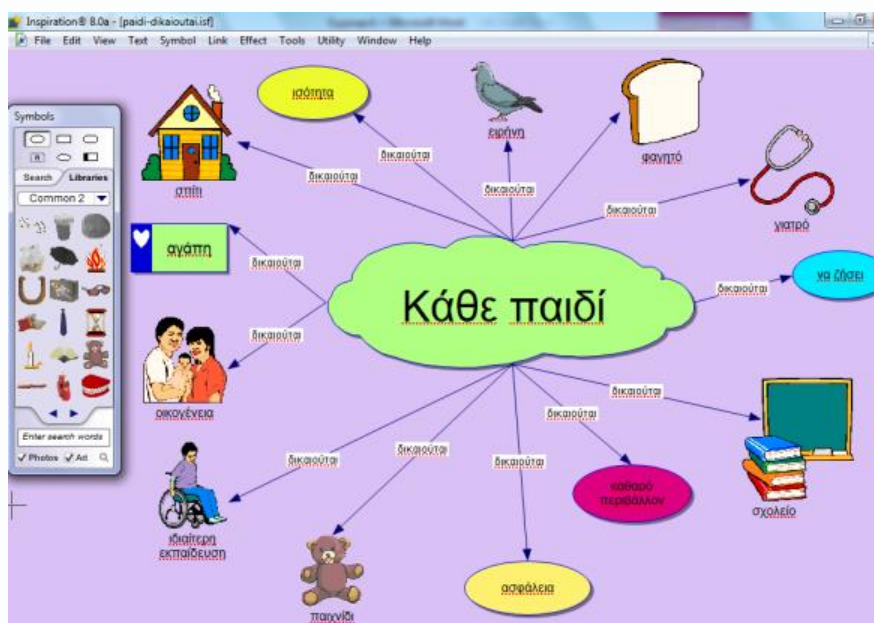 Inspiration® 8.0a - [paidi-dikaioutai.isf]
File Edit View Text Symbol Link Effect Tools Utility Window Help
Symbols
Search Libraries
Common 2
Enter search words
Photos Art
ισότητα
ειρήνη
φαγητό
σπίτι
γιατρό
δικαιούται
δικαιούται
δικαιούται
δικαιούται
αγάπη
δικαιούται
να ζήσει
δικαιούται
Κάθε παιδί
δικαιούται
οικογένεια
δικαιούται
δικαιούται
δικαιούται
δικαιούται
δικαιούται
καθαρό
περιβάλλον
σχολείο
ιδιαίτερη
εκπαίδευση
ασφάλεια
παιχνίδι